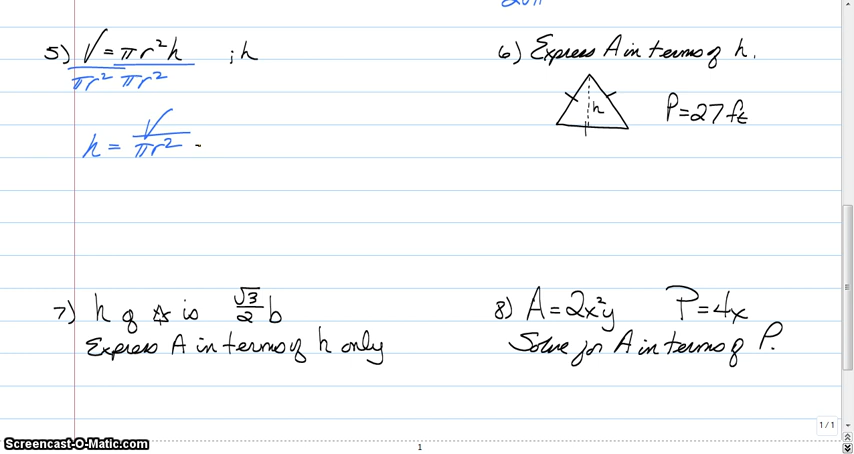 2π
5) V = πr²h ; h
πr² πr²
h = V/πr²
6) Express A in terms of h.
h
P = 27 ft
7) h of △ is √3/2 b
Express A in terms of h only
8) A = 2x²y P = 4x
Solve for A in terms of P.
1 / 1
Screencast-O-Matic.com
1